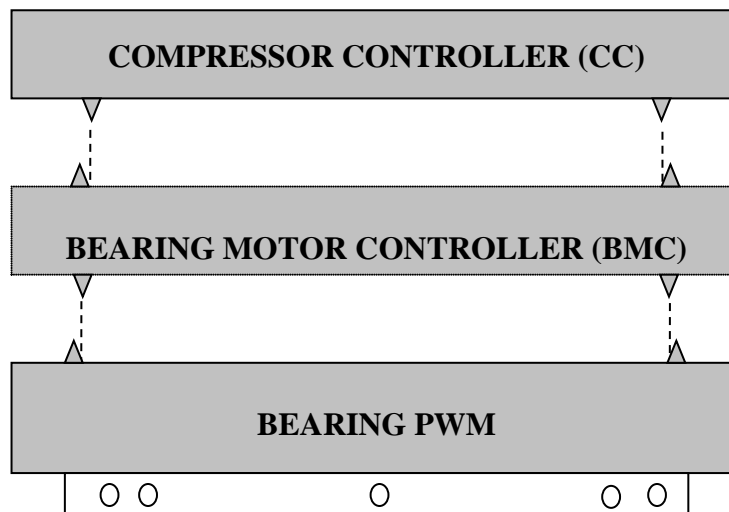 COMPRESSOR CONTROLLER (CC)
BEARING MOTOR CONTROLLER (BMC)
BEARING PWM